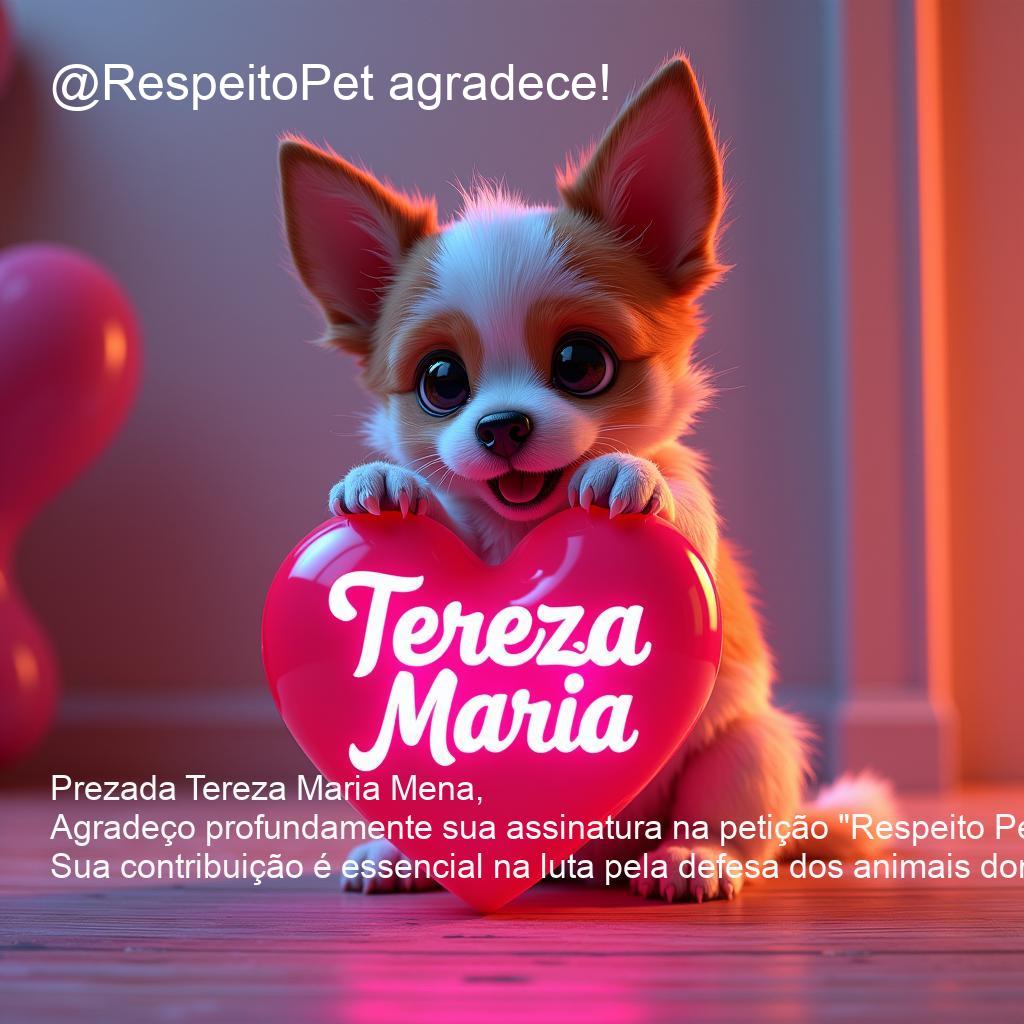 @RespeitoPet agradece!
Tereza
Maria
Prezada Tereza Maria Mena,
Agradeço profundamente sua assinatura na petição "Respeito Pe
Sua contribuição é essencial na luta pela defesa dos animais dor